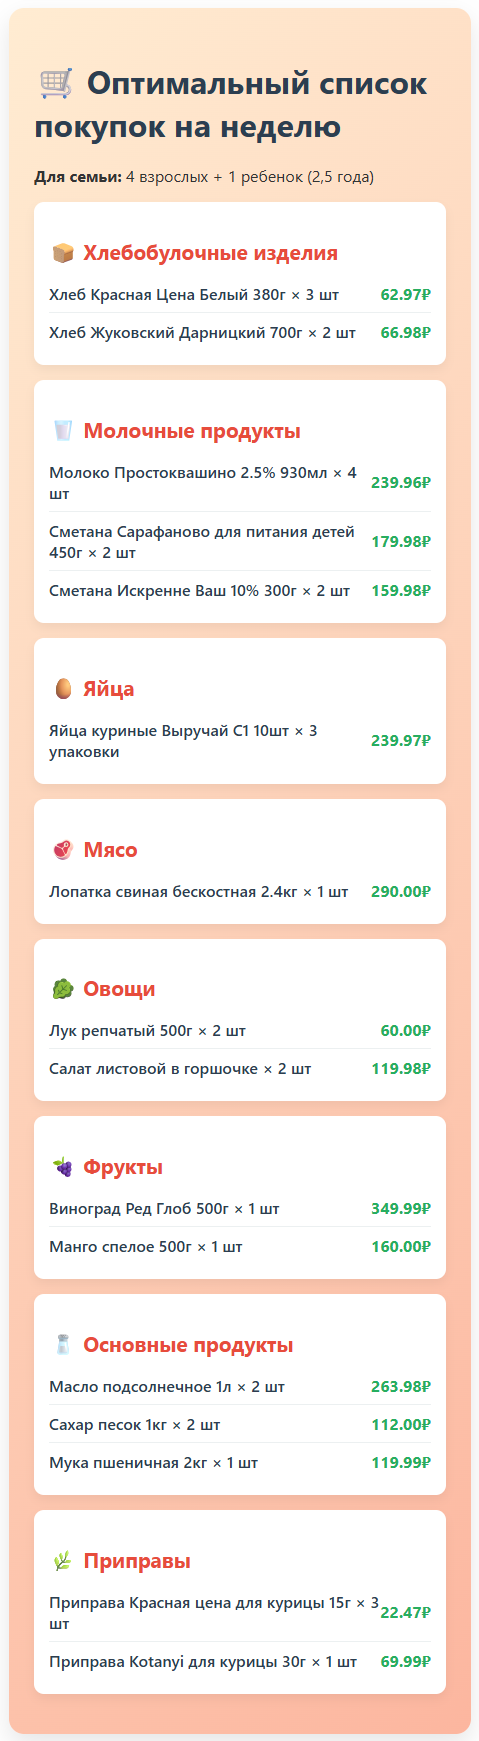 Оптимальный список
покупок на неделю
Для семьи: 4 взрослых + 1 ребенок (2,5 года)
Хлебобулочные изделия
Хлеб Красная Цена Белый 380г × 3 шт 62.97₽
Хлеб Жуковский Дарницкий 700г × 2 шт 66.98₽
Молочные продукты
Молоко Простоквашино 2.5% 930мл × 4
шт 239.96₽
Сметана Сарафаново для питания детей
450г × 2 шт 179.98₽
Сметана Искренне Ваш 10% 300г × 2 шт 159.98₽
Яйца
Яйца куриные Выручай С1 10шт × 3
упаковки 239.97₽
Мясо
Лопатка свиная бескостная 2.4кг × 1 шт 290.00₽
Овощи
Лук репчатый 500г × 2 шт 60.00₽
Салат листовой в горшочке × 2 шт 119.98₽
Фрукты
Виноград Ред Глоб 500г × 1 шт 349.99₽
Манго спелое 500г × 1 шт 160.00₽
Основные продукты
Масло подсолнечное 1л × 2 шт 263.98₽
Сахар песок 1кг × 2 шт 112.00₽
Мука пшеничная 2кг × 1 шт 119.99₽
Приправы
Приправа Красная цена для курицы 15г × 3
шт 22.47₽
Приправа Kotanyi для курицы 30г × 1 шт 69.99₽